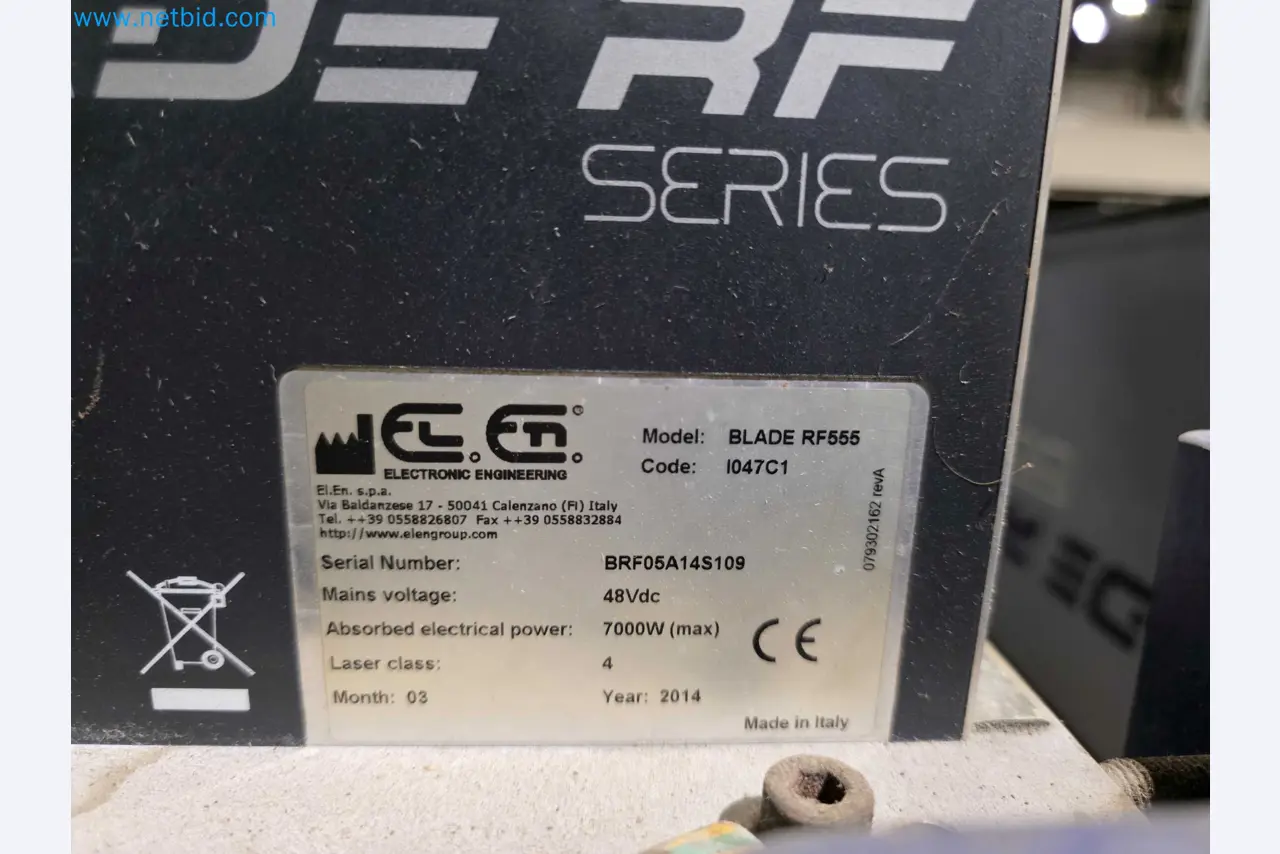 www.netbid.com
DE RF
SERIES
EL.En.®
ELECTRONIC ENGINEERING
Model: BLADE RF555
Code: I047C1
El.En. s.p.a.
Via Baldanzese 17 - 50041 Calenzano (FI) Italy
Tel. ++39 0558826807 Fax ++39 0558832884
http://www.elengroup.com
079302162 revA
Serial Number: BRF05A14S109
Mains voltage: 48Vdc
Absorbed electrical power: 7000W (max)
CE
Laser class: 4
Month: 03 Year: 2014
Made in Italy